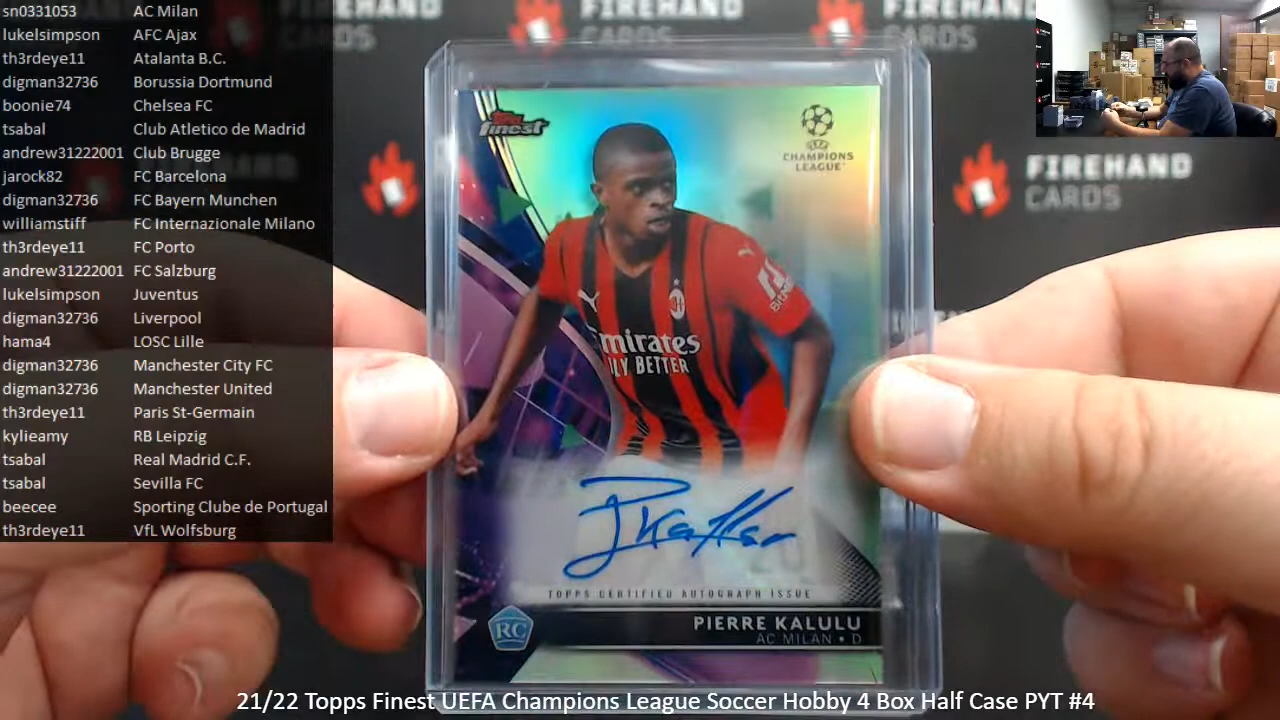 sn0331053 AC Milan
lukelsimpson AFC Ajax
th3rdeye11 Atalanta B.C.
digman32736 Borussia Dortmund
boonie74 Chelsea FC
tsabal Club Atletico de Madrid
andrew31222001 Club Brugge
jarock82 FC Barcelona
digman32736 FC Bayern Munchen
williamstiff FC Internazionale Milano
th3rdeye11 FC Porto
andrew31222001 FC Salzburg
lukelsimpson Juventus
digman32736 Liverpool
hama4 LOSC Lille
digman32736 Manchester City FC
digman32736 Manchester United
th3rdeye11 Paris St-Germain
kylieamy RB Leipzig
tsabal Real Madrid C.F.
tsabal Sevilla FC
beecee Sporting Clube de Portugal
th3rdeye11 VfL Wolfsburg
FIREHAND
CARDS
FIREHAND
CARDS
Topps
finest
CHAMPIONS
LEAGUE
FIREHAND
CARDS
Emirates
FLY BETTER
TOPPS CERTIFIED AUTOGRAPH ISSUE
RC
PIERRE KALULU
AC MILAN • D
21/22 Topps Finest UEFA Champions League Soccer Hobby 4 Box Half Case PYT #4